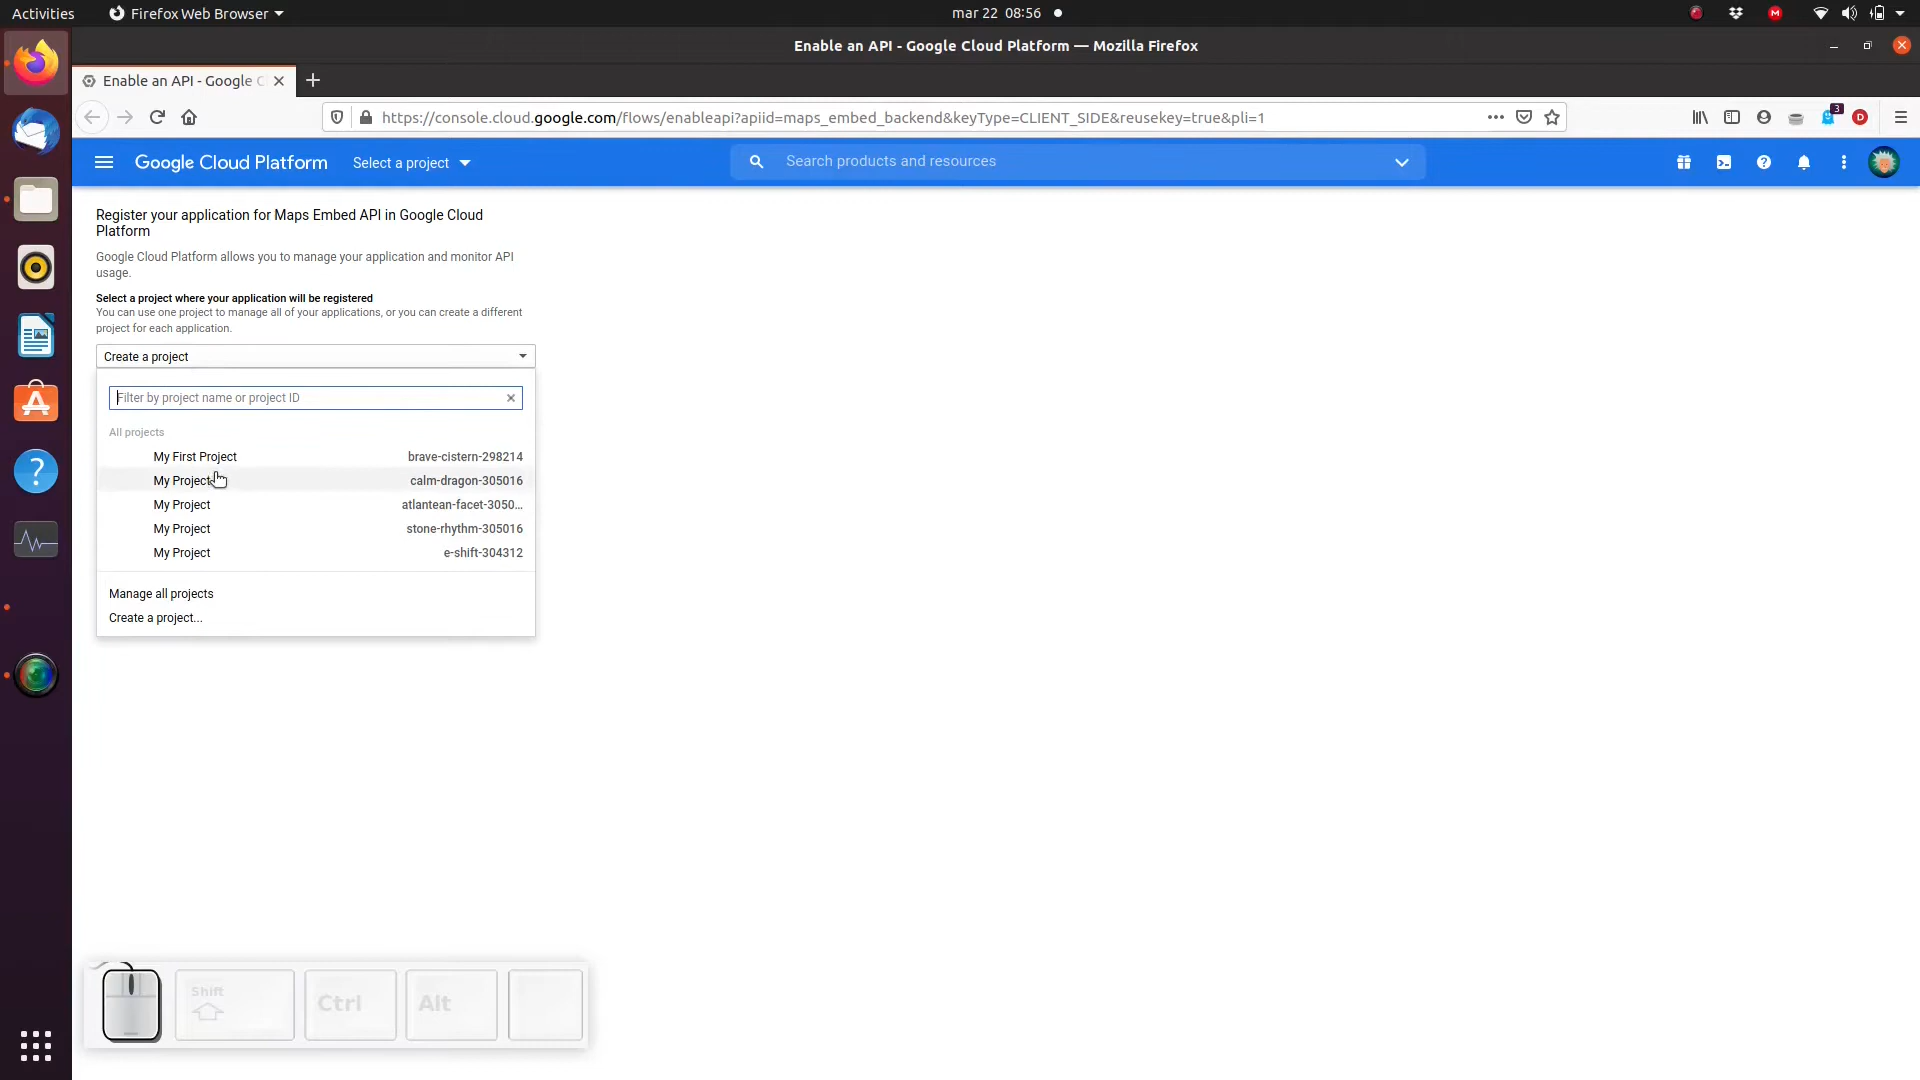 Activities
Firefox Web Browser
mar 22 08:56
Enable an API - Google Cloud Platform — Mozilla Firefox
Enable an API - Google C
https://console.cloud.google.com/flows/enableapi?apiid=maps_embed_backend&keyType=CLIENT_SIDE&reusekey=true&pli=1
3
Google Cloud Platform
Select a project
Search products and resources
Register your application for Maps Embed API in Google Cloud
Platform
Google Cloud Platform allows you to manage your application and monitor API
usage.
Select a project where your application will be registered
You can use one project to manage all of your applications, or you can create a different
project for each application.
Create a project
Filter by project name or project ID
All projects
My First Project brave-cistern-298214
My Project calm-dragon-305016
My Project atlantean-facet-3050...
My Project stone-rhythm-305016
My Project e-shift-304312
Manage all projects
Create a project...
Shift
Ctrl
Alt